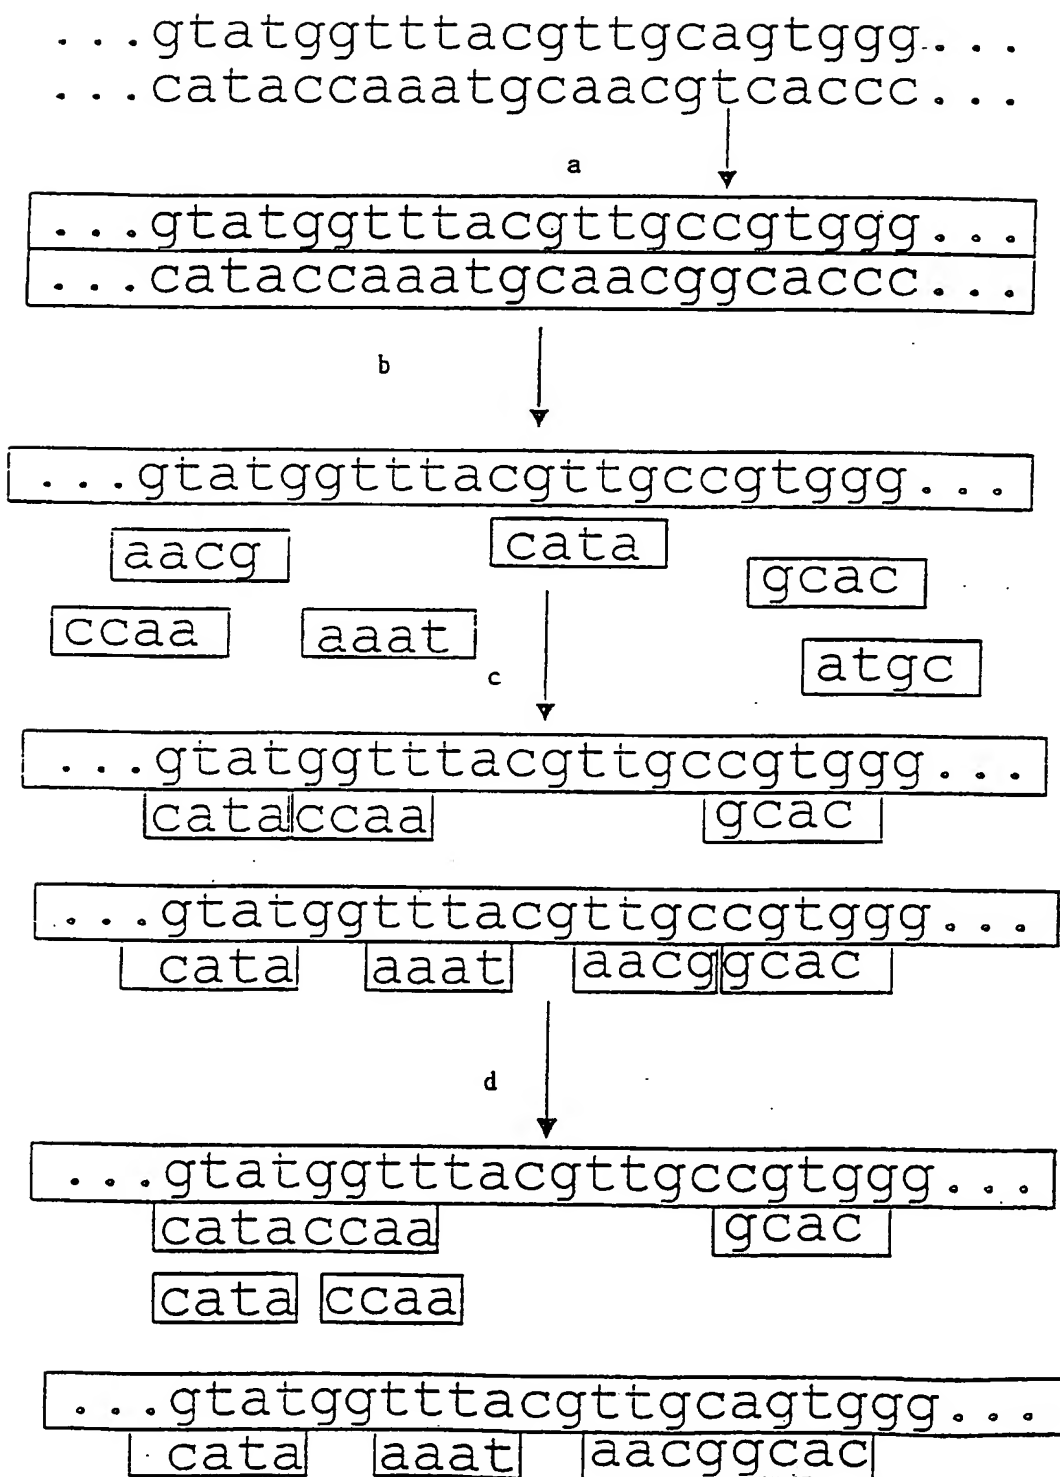 ...gtatggtttacgttgcagtggg...
...cataccaaatgcaacgtcaccc...
a
...gtatggtttacgttgccgtggg...
...cataccaaatgcaacggcaccc...
b
...gtatggtttacgttgccgtggg...
aacg cata gcac
ccaa aaat atgc
c
...gtatggtttacgttgccgtggg...
cata ccaa gcac
...gtatggtttacgttgccgtggg...
cata aaat aacg gcac
d
...gtatggtttacgttgccgtggg...
cataccaa gcac
cata ccaa
...gtatggtttacgttgcagtggg...
cata aaat aacggcac